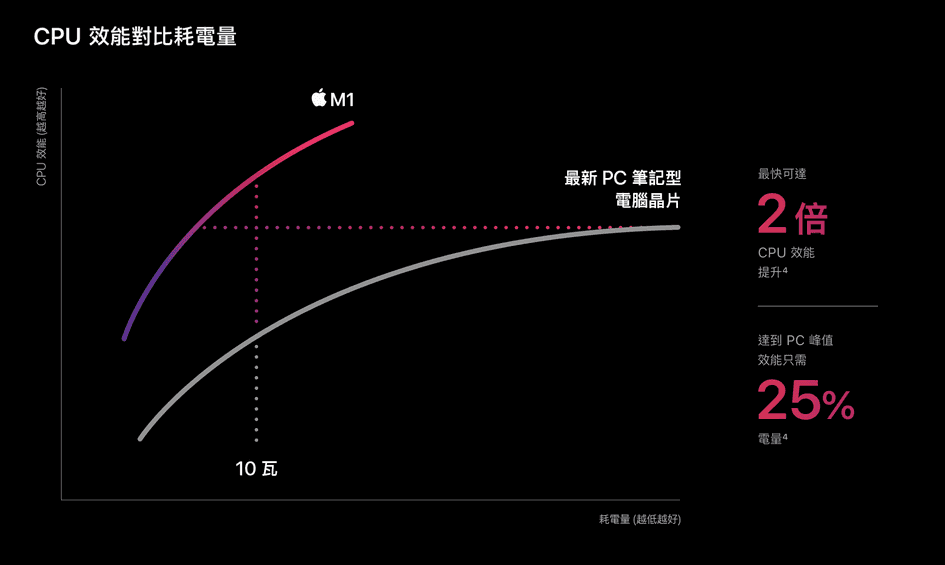 CPU 效能對比耗電量
CPU 效能 (越高越好)
M1
最新 PC 筆記型
電腦晶片
10 瓦
耗電量 (越低越好)
最快可達
2 倍
CPU 效能
提升⁴
達到 PC 峰值
效能只需
25%
電量⁴